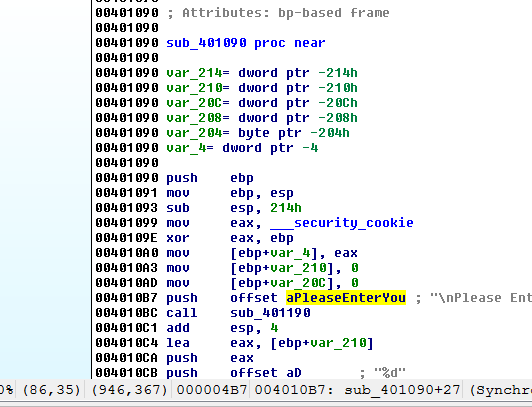 00401090 ; Attributes: bp-based frame
00401090
00401090 sub_401090 proc near
00401090
00401090 var_214= dword ptr -214h
00401090 var_210= dword ptr -210h
00401090 var_20C= dword ptr -20Ch
00401090 var_208= dword ptr -208h
00401090 var_204= byte ptr -204h
00401090 var_4= dword ptr -4
00401090
00401090 push ebp
00401091 mov ebp, esp
00401093 sub esp, 214h
00401099 mov eax, ___security_cookie
0040109E xor eax, ebp
004010A0 mov [ebp+var_4], eax
004010A3 mov [ebp+var_210], 0
004010AD mov [ebp+var_20C], 0
004010B7 push offset aPleaseEnterYou ; "\nPlease Ent
004010BC call sub_401190
004010C1 add esp, 4
004010C4 lea eax, [ebp+var_210]
004010CA push eax
004010CB push offset aD ; "%d"
0% (86,35) (946,367) 000004B7 004010B7: sub_401090+27 (Synchro